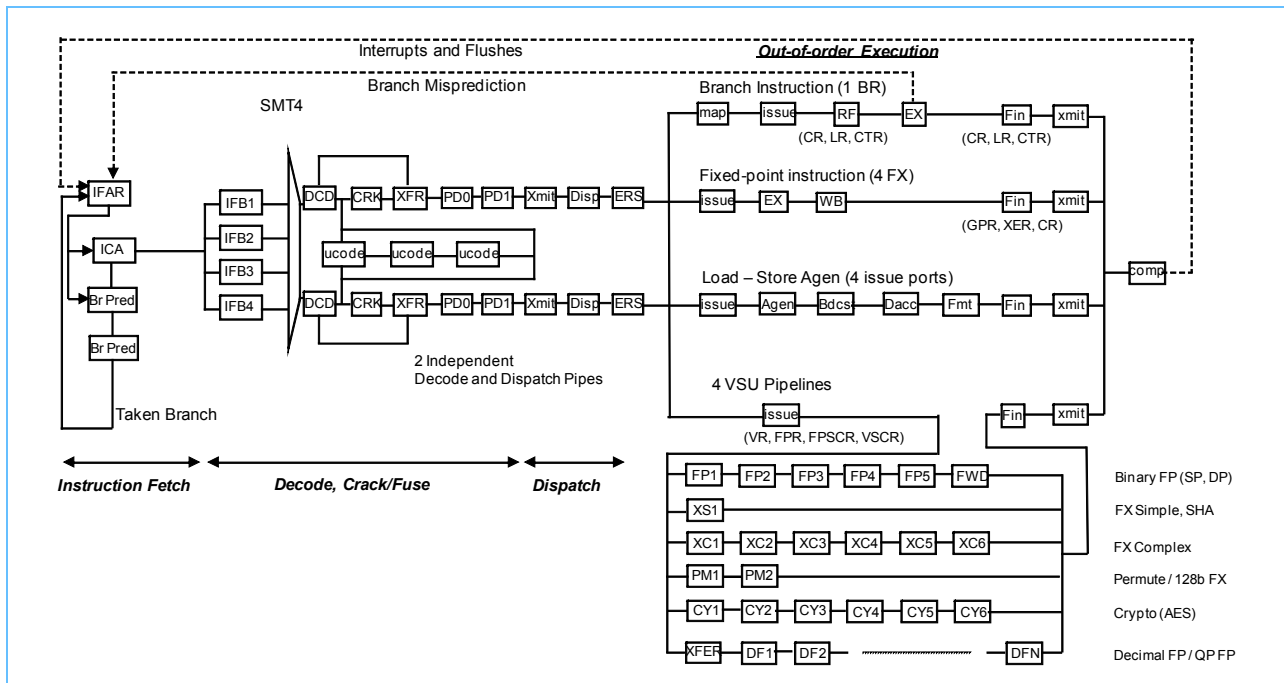 Interrupts and Flushes
Out-of-order Execution
Branch Misprediction
Branch Instruction (1 BR)
SMT4
map issue RF EX Fin xmit
(CR, LR, CTR) (CR, LR, CTR)
IFAR
Fixed-point instruction (4 FX)
DCD CRK XFR PD0 PD1 Xmit Disp ERS
issue EX WB Fin xmit
(GPR, XER, CR)
IFB1
IFB2
ICA
ucode ucode ucode
IFB3
IFB4
comp
Load – Store Agen (4 issue ports)
Br Pred
DCD CRK XFR PD0 PD1 Xmit Disp ERS
issue Agen Bdcs Dacc Fmt Fin xmit
Br Pred
2 Independent
Decode and Dispatch Pipes
4 VSU Pipelines
Taken Branch
issue Fin xmit
(VR, FPR, FPSCR, VSCR)
Instruction Fetch
Decode, Crack/Fuse
Dispatch
FP1 FP2 FP3 FP4 FP5 FWD Binary FP (SP, DP)
XS1 FX Simple, SHA
XC1 XC2 XC3 XC4 XC5 XC6 FX Complex
PM1 PM2 Permute / 128b FX
CY1 CY2 CY3 CY4 CY5 CY6 Crypto (AES)
XFER DF1 DF2 DFN Decimal FP / QP FP